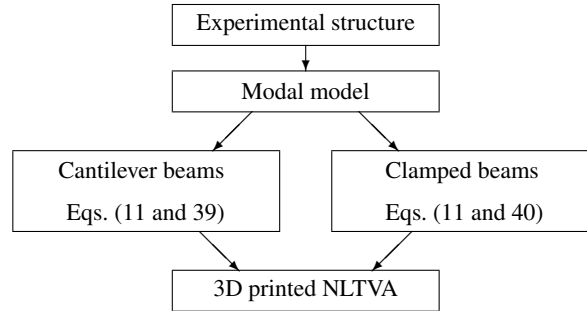 Experimental structure
Modal model
Cantilever beams
Eqs. (11 and 39)
Clamped beams
Eqs. (11 and 40)
3D printed NLTVA